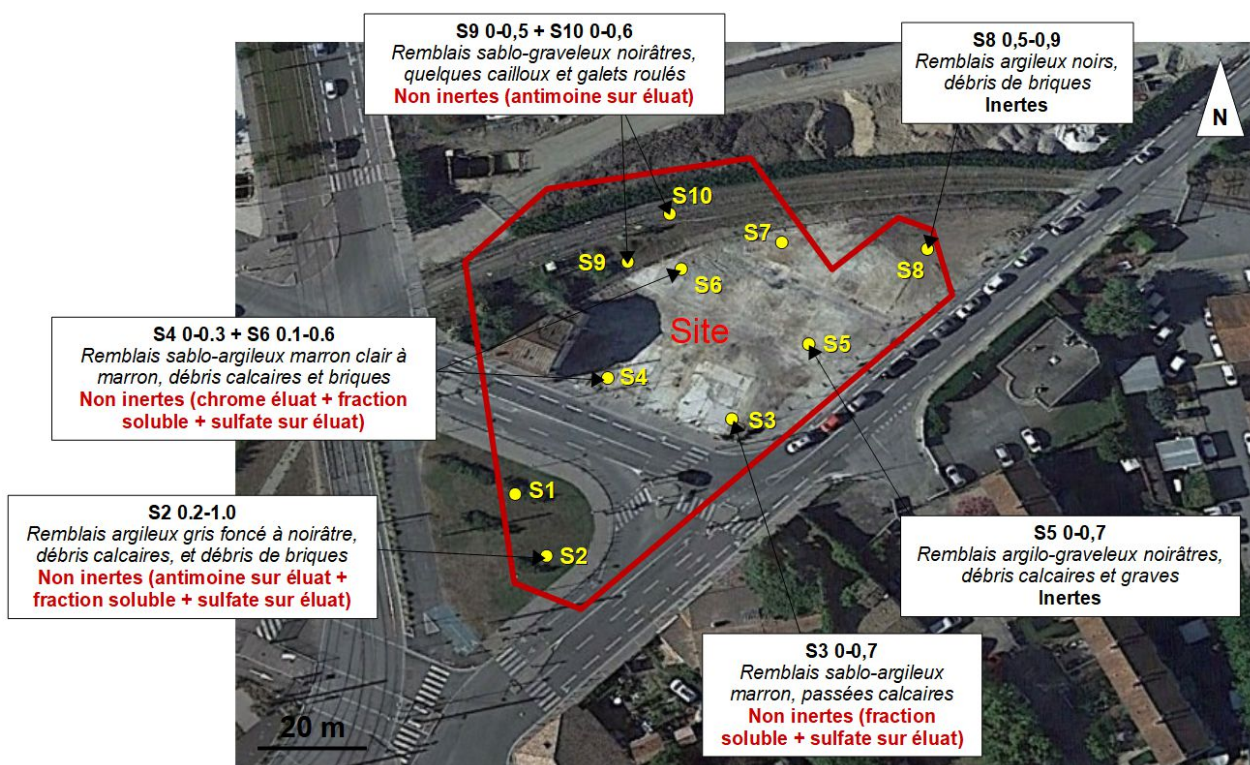 S9 0-0,5 + S10 0-0,6
Remblais sablo-graveleux noirâtres,
quelques cailloux et galets roulés
Non inertes (antimoine sur éluat)
S8 0,5-0,9
Remblais argileux noirs,
débris de briques
Inertes
N
S10
S7
S9
S6
S8
Site
S5
S4
S3
S1
S2
S4 0-0.3 + S6 0.1-0.6
Remblais sablo-argileux marron clair à
marron, débris calcaires et briques
Non inertes (chrome éluat + fraction
soluble + sulfate sur éluat)
S2 0.2-1.0
Remblais argileux gris foncé à noirâtre,
débris calcaires, et débris de briques
Non inertes (antimoine sur éluat +
fraction soluble + sulfate sur éluat)
S5 0-0,7
Remblais argilo-graveleux noirâtres,
débris calcaires et graves
Inertes
S3 0-0,7
Remblais sablo-argileux
marron, passées calcaires
Non inertes (fraction
soluble + sulfate sur éluat)
20 m